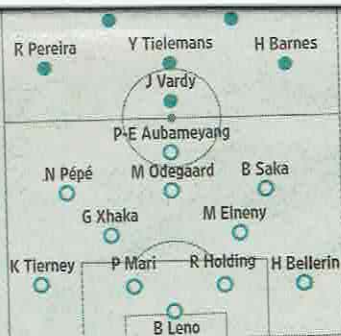 R Pereira Y Tielemans H Barnes
J Vardy
P-E Aubameyang
N Pépé M Odegaard B Saka
G Xhaka M Elneny
K Tierney P Mari R Holding H Bellerin
B Leno